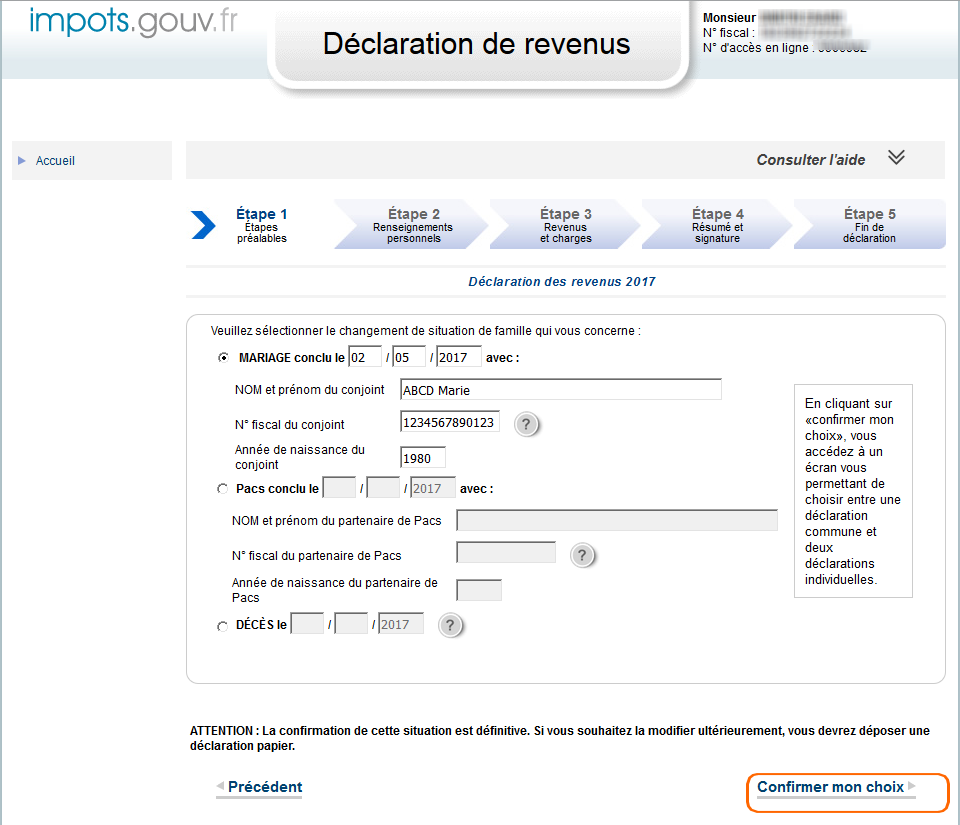 impots.gouv.fr
Déclaration de revenus
Monsieur
N° fiscal :
N° d'accès en ligne :
Accueil
Consulter l'aide
Étape 1
Étapes
préalables
Étape 2
Renseignements
personnels
Étape 3
Revenus
et charges
Étape 4
Résumé et
signature
Étape 5
Fin de
déclaration
Déclaration des revenus 2017
Veuillez sélectionner le changement de situation de famille qui vous concerne :
MARIAGE conclu le 02 / 05 / 2017 avec :
NOM et prénom du conjoint ABCD Marie
N° fiscal du conjoint 1234567890123 ?
Année de naissance du
conjoint 1980
Pacs conclu le / / 2017 avec :
NOM et prénom du partenaire de Pacs
N° fiscal du partenaire de Pacs ?
Année de naissance du partenaire de
Pacs
DÉCÈS le / / 2017 ?
En cliquant sur
«confirmer mon
choix», vous
accédez à un
écran vous
permettant de
choisir entre une
déclaration
commune et
deux
déclarations
individuelles.
ATTENTION : La confirmation de cette situation est définitive. Si vous souhaitez la modifier ultérieurement, vous devrez déposer une
déclaration papier.
Précédent
Confirmer mon choix